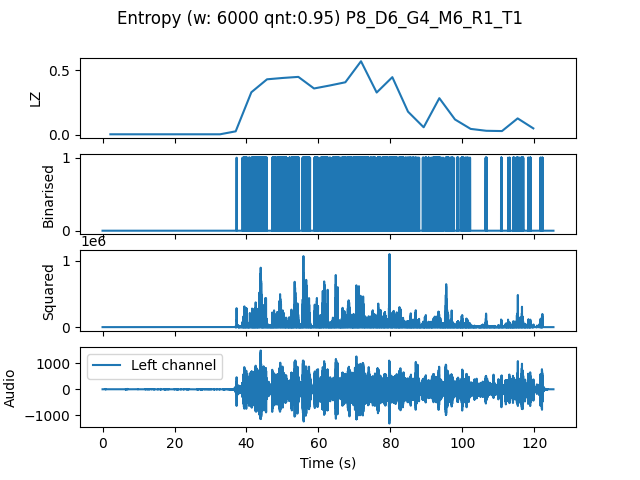 Entropy (w: 6000 qnt:0.95) P8_D6_G4_M6_R1_T1
0.5
0.0
LZ
1
0
Binarised
1e6
1
0
Squared
1000
0
−1000
Audio
Left channel
0 20 40 60 80 100 120
Time (s)